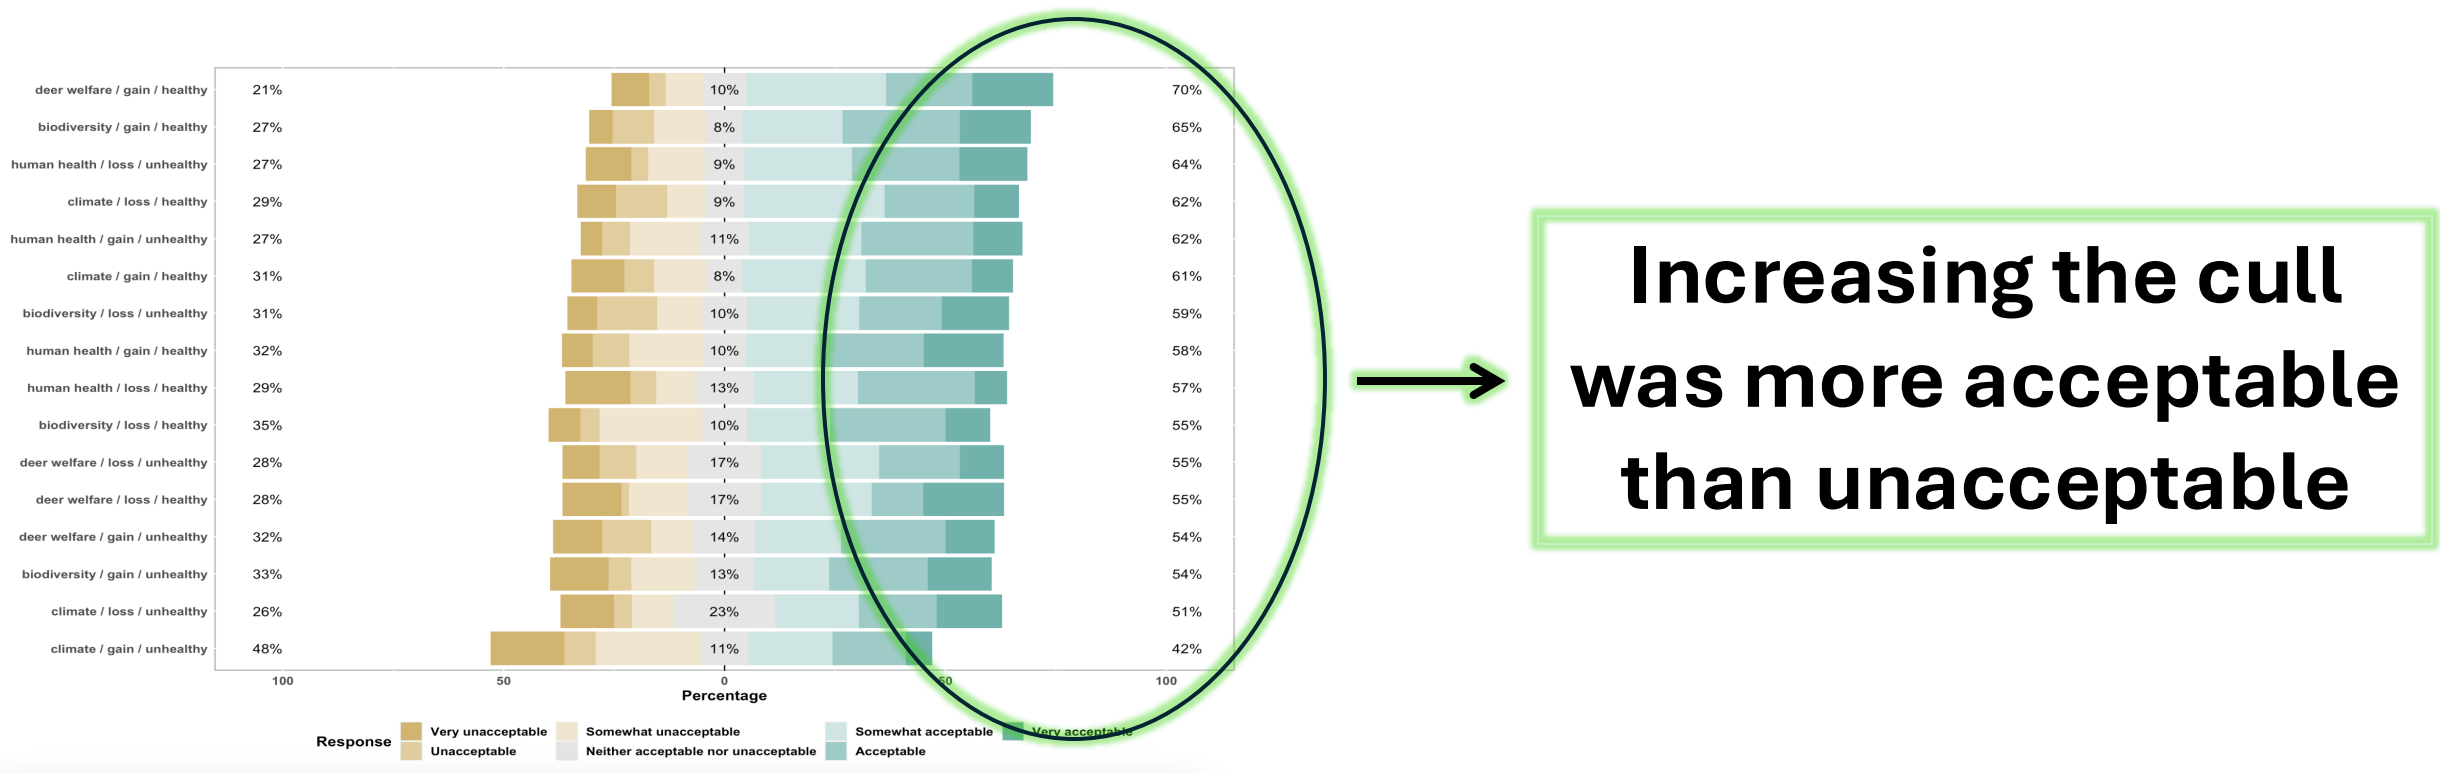 deer welfare / gain / healthy 21% 10% 70%
biodiversity / gain / healthy 27% 8% 65%
human health / loss / unhealthy 27% 9% 64%
climate / loss / healthy 29% 9% 62%
human health / gain / unhealthy 27% 11% 62%
climate / gain / healthy 31% 8% 61%
biodiversity / loss / unhealthy 31% 10% 59%
human health / gain / healthy 32% 10% 58%
human health / loss / healthy 29% 13% 57%
biodiversity / loss / healthy 35% 10% 55%
deer welfare / loss / unhealthy 28% 17% 55%
deer welfare / loss / healthy 28% 17% 55%
deer welfare / gain / unhealthy 32% 14% 54%
biodiversity / gain / unhealthy 33% 13% 54%
climate / loss / unhealthy 26% 23% 51%
climate / gain / unhealthy 48% 11% 42%
100 50 0 50 100
Percentage
Response
Very unacceptable Somewhat unacceptable Somewhat acceptable Very acceptable
Unacceptable Neither acceptable nor unacceptable Acceptable
Increasing the cull
was more acceptable
than unacceptable